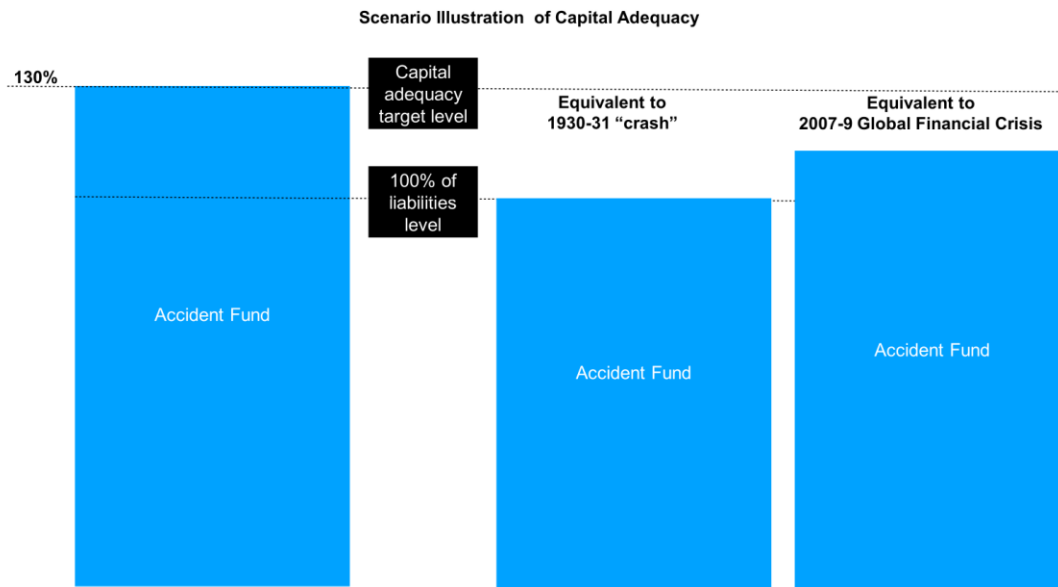 Scenario Illustration of Capital Adequacy
130%
Capital
adequacy
target level
Equivalent to
1930-31 “crash”
Equivalent to
2007-9 Global Financial Crisis
100% of
liabilities
level
Accident Fund
Accident Fund
Accident Fund